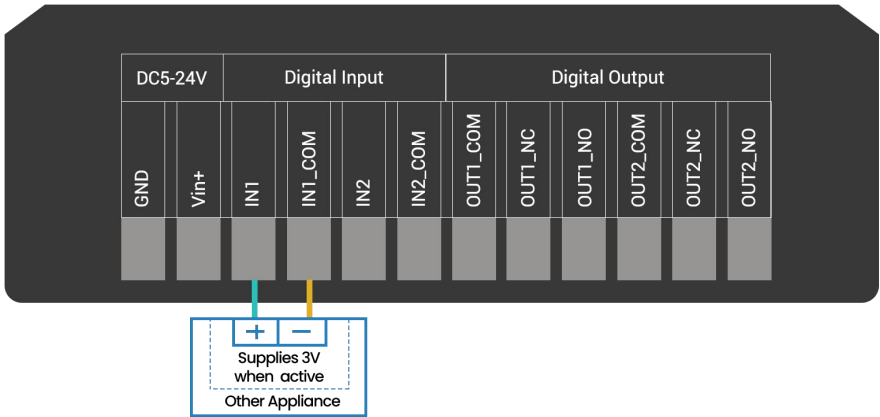 DC5-24V Digital Input Digital Output
GND Vin+ IN1 IN1_COM IN2 IN2_COM OUT1_COM OUT1_NC OUT1_NO OUT2_COM OUT2_NC OUT2_NO
+ −
Supplies 3V
when active
Other Appliance